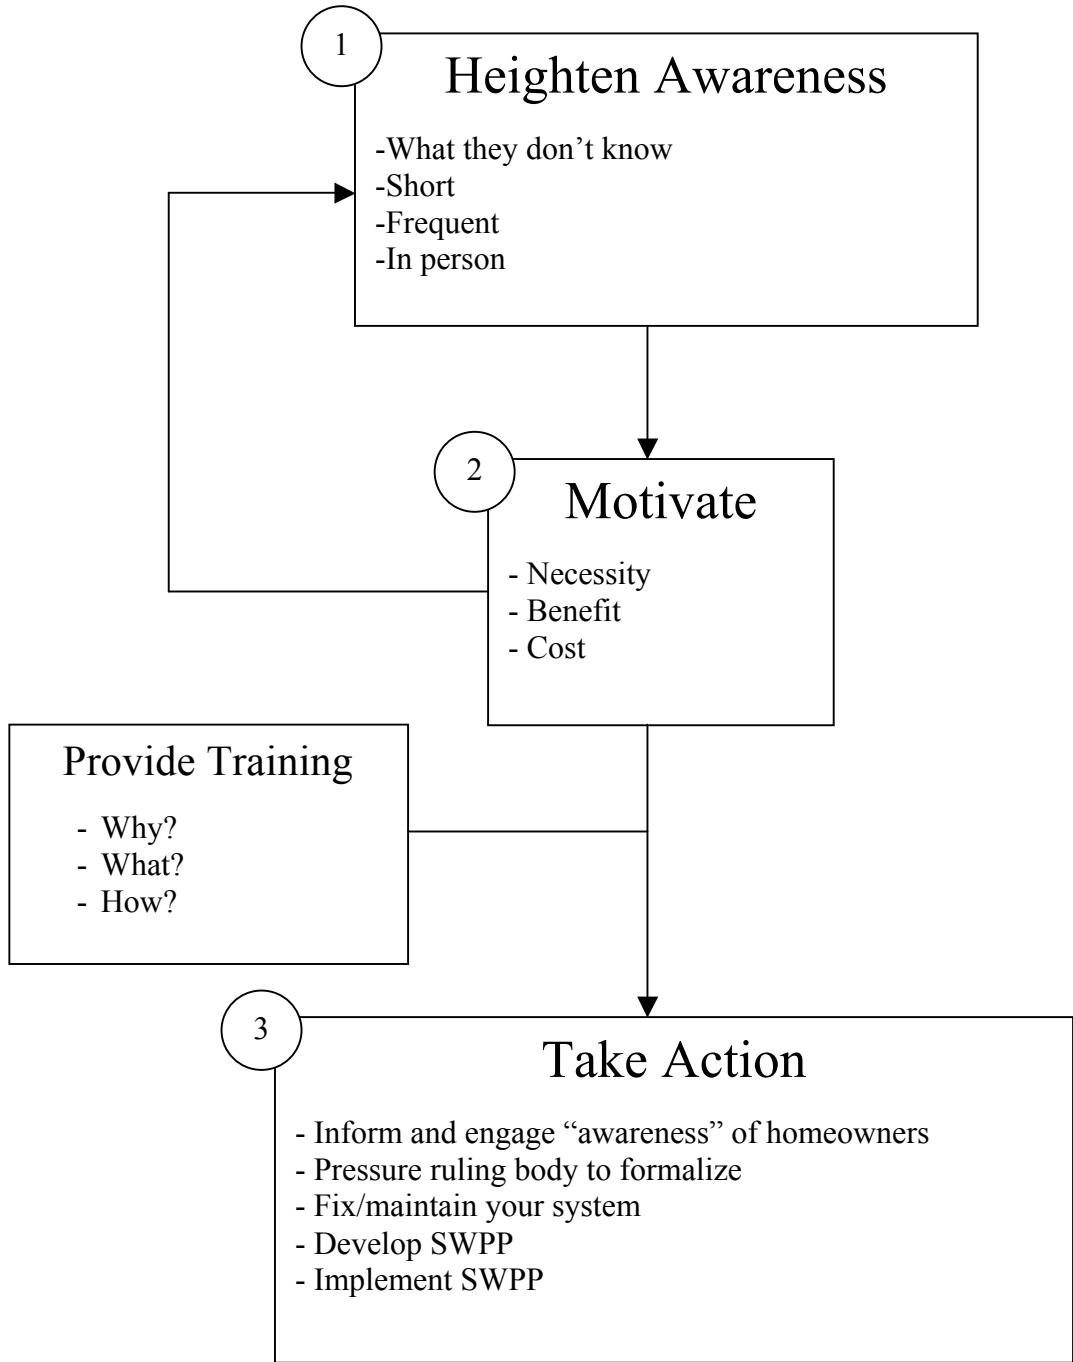 1
Heighten Awareness
-What they don’t know
-Short
-Frequent
-In person
2
Motivate
- Necessity
- Benefit
- Cost
Provide Training
- Why?
- What?
- How?
3
Take Action
- Inform and engage “awareness” of homeowners
- Pressure ruling body to formalize
- Fix/maintain your system
- Develop SWPP
- Implement SWPP